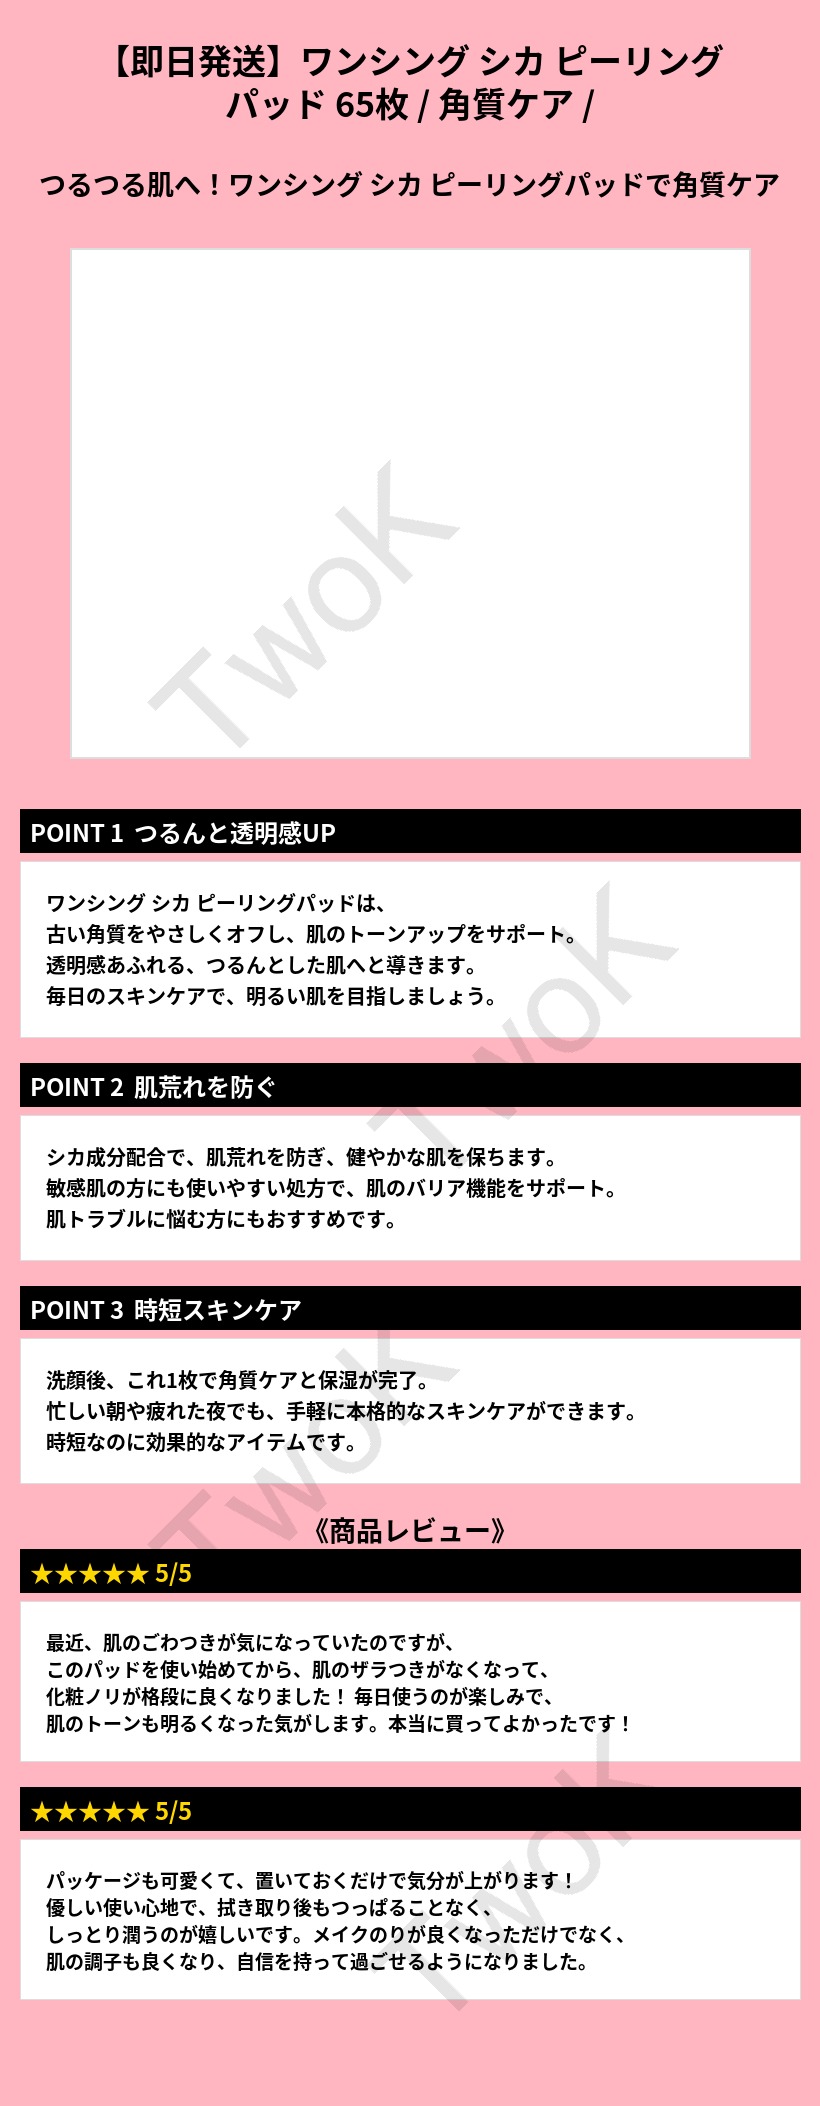 【即日発送】ワンシング シカ ピーリング
パッド 65枚 / 角質ケア /
つるつる肌へ！ワンシング シカ ピーリングパッドで角質ケア
TwoK
POINT 1 つるんと透明感UP
ワンシング シカ ピーリングパッドは、
古い角質をやさしくオフし、肌のトーンアップをサポート。
透明感あふれる、つるんとした肌へと導きます。
毎日のスキンケアで、明るい肌を目指しましょう。
TwoK
POINT 2 肌荒れを防ぐ
シカ成分配合で、肌荒れを防ぎ、健やかな肌を保ちます。
敏感肌の方にも使いやすい処方で、肌のバリア機能をサポート。
肌トラブルに悩む方にもおすすめです。
POINT 3 時短スキンケア
洗顔後、これ1枚で角質ケアと保湿が完了。
忙しい朝や疲れた夜でも、手軽に本格的なスキンケアができます。
時短なのに効果的なアイテムです。
TwoK
《商品レビュー》
★★★★★ 5/5
最近、肌のごわつきが気になっていたのですが、
このパッドを使い始めてから、肌のザラつきがなくなって、
化粧ノリが格段に良くなりました！ 毎日使うのが楽しみで、
肌のトーンも明るくなった気がします。本当に買ってよかったです！
★★★★★ 5/5
パッケージも可愛くて、置いておくだけで気分が上がります！
優しい使い心地で、拭き取り後もつっぱることなく、
しっとり潤うのが嬉しいです。メイクのりが良くなっただけでなく、
肌の調子も良くなり、自信を持って過ごせるようになりました。
TwoK